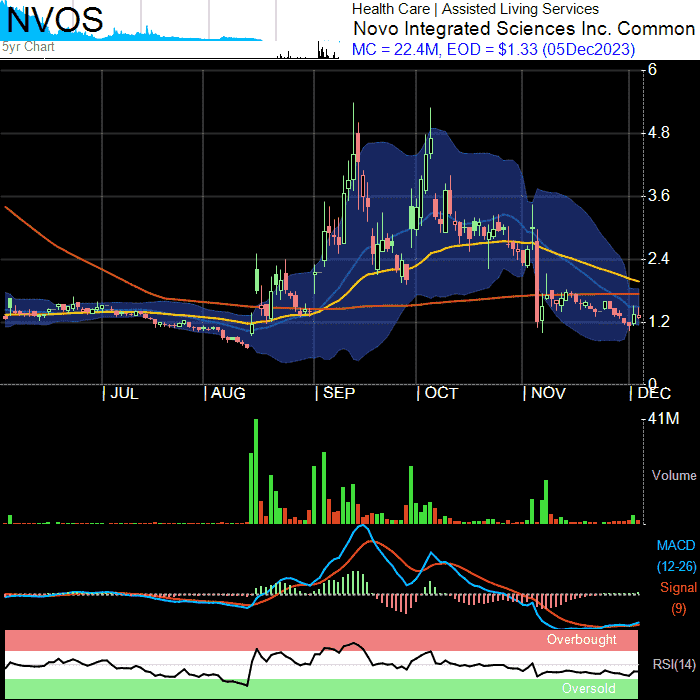 NVOS
5yr Chart
Health Care | Assisted Living Services
Novo Integrated Sciences Inc. Common
MC = 22.4M, EOD = $1.33 (05Dec2023)
6
4.8
3.6
2.4
1.2
0
JUL
AUG
SEP
OCT
NOV
DEC
41M
Volume
MACD
(12-26)
Signal
(9)
Overbought
RSI(14)
Oversold